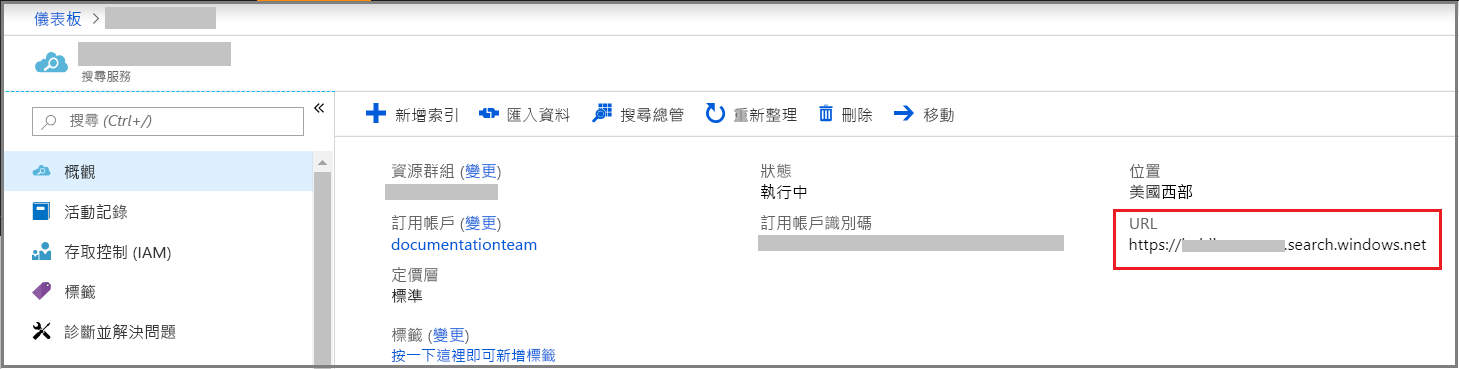 儀表板 >
搜尋服務
搜尋 (Ctrl+/)
«
新增索引 匯入資料 搜尋總管 重新整理 刪除 移動
概觀
活動記錄
存取控制 (IAM)
標籤
診斷並解決問題
資源群組 (變更)
訂用帳戶 (變更)
documentationteam
定價層
標準
標籤 (變更)
按一下這裡即可新增標籤
狀態
執行中
訂用帳戶識別碼
位置
美國西部
URL
https:// .search.windows.net